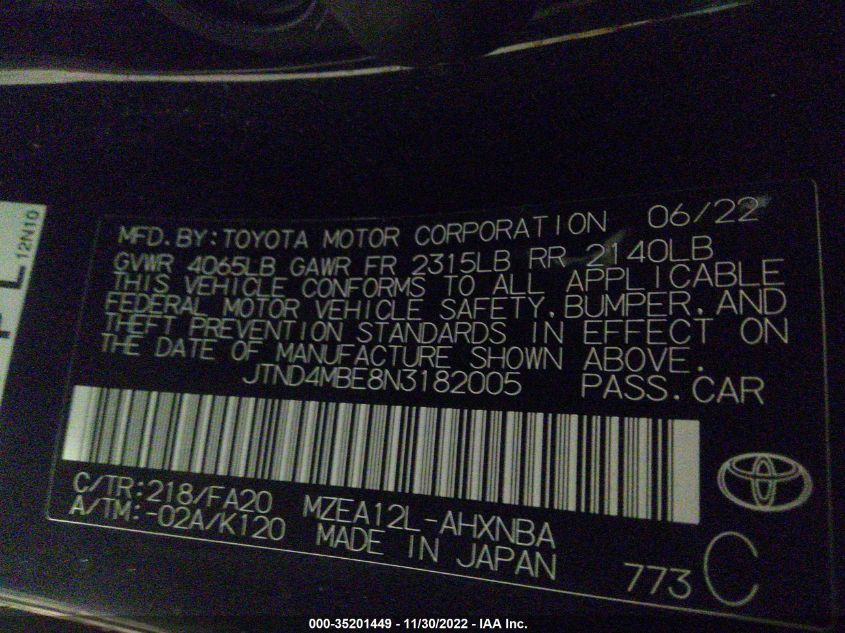 MFD.BY:TOYOTA MOTOR CORPORATION 06/22
GVWR 4065LB GAWR FR 2315LB RR 2140LB
THIS VEHICLE CONFORMS TO ALL APPLICABLE
FEDERAL MOTOR VEHICLE SAFETY, BUMPER, AND
THEFT PREVENTION STANDARDS IN EFFECT ON
THE DATE OF MANUFACTURE SHOWN ABOVE.
JTND4MBE8N3182005 PASS.CAR
C/TR:218/FA20 MZEA12L-AHXNBA
A/TM:-02A/K120 MADE IN JAPAN
773 C
12N10
000-35201449 - 11/30/2022 - IAA Inc.